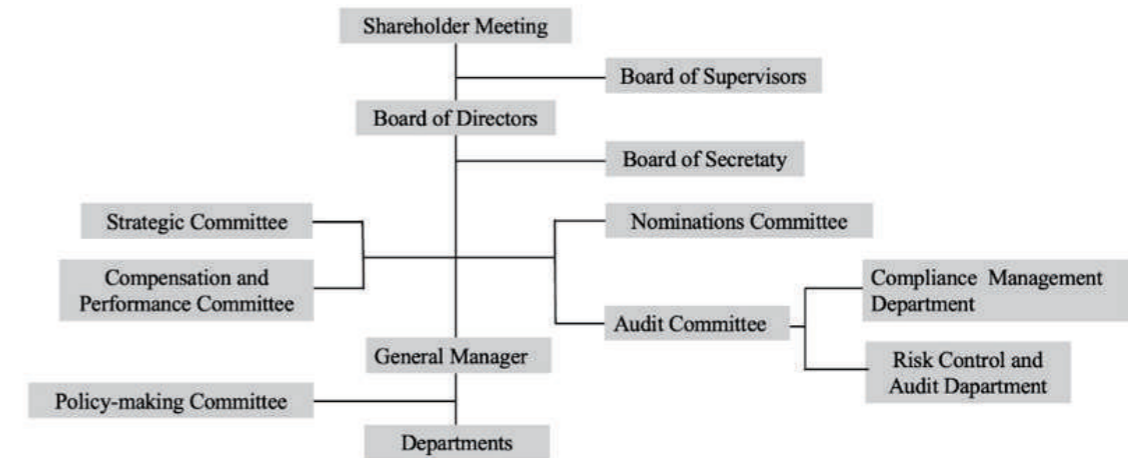 Shareholder Meeting
Board of Supervisors
Board of Directors
Board of Secretaty
Strategic Committee
Nominations Committee
Compensation and
Performance Committee
Compliance Management
Department
Audit Committee
General Manager
Risk Control and
Audit Dapartment
Policy-making Committee
Departments